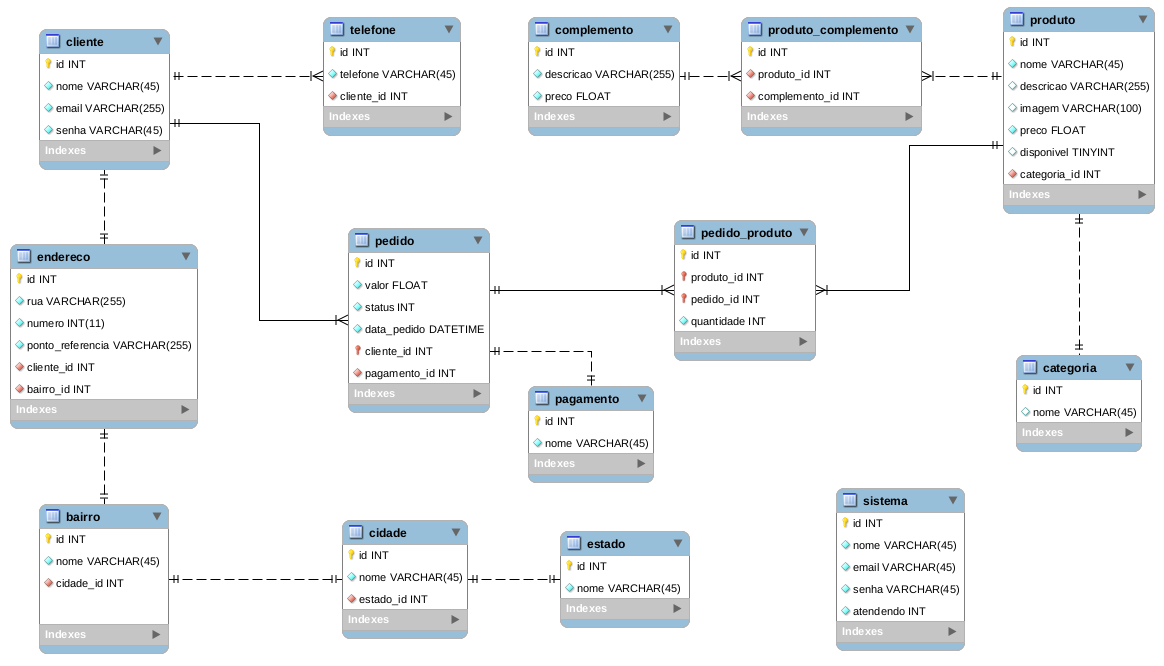 cliente
id INT
nome VARCHAR(45)
email VARCHAR(255)
senha VARCHAR(45)
Indexes
telefone
id INT
telefone VARCHAR(45)
cliente_id INT
Indexes
complemento
id INT
descricao VARCHAR(255)
preco FLOAT
Indexes
produto_complemento
id INT
produto_id INT
complemento_id INT
Indexes
produto
id INT
nome VARCHAR(45)
descricao VARCHAR(255)
imagem VARCHAR(100)
preco FLOAT
disponivel TINYINT
categoria_id INT
Indexes
endereco
id INT
rua VARCHAR(255)
numero INT(11)
ponto_referencia VARCHAR(255)
cliente_id INT
bairro_id INT
Indexes
pedido
id INT
valor FLOAT
status INT
data_pedido DATETIME
cliente_id INT
pagamento_id INT
Indexes
pedido_produto
id INT
produto_id INT
pedido_id INT
quantidade INT
Indexes
pagamento
id INT
nome VARCHAR(45)
Indexes
categoria
id INT
nome VARCHAR(45)
Indexes
bairro
id INT
nome VARCHAR(45)
cidade_id INT
Indexes
cidade
id INT
nome VARCHAR(45)
estado_id INT
Indexes
estado
id INT
nome VARCHAR(45)
Indexes
sistema
id INT
nome VARCHAR(45)
email VARCHAR(45)
senha VARCHAR(45)
atendendo INT
Indexes